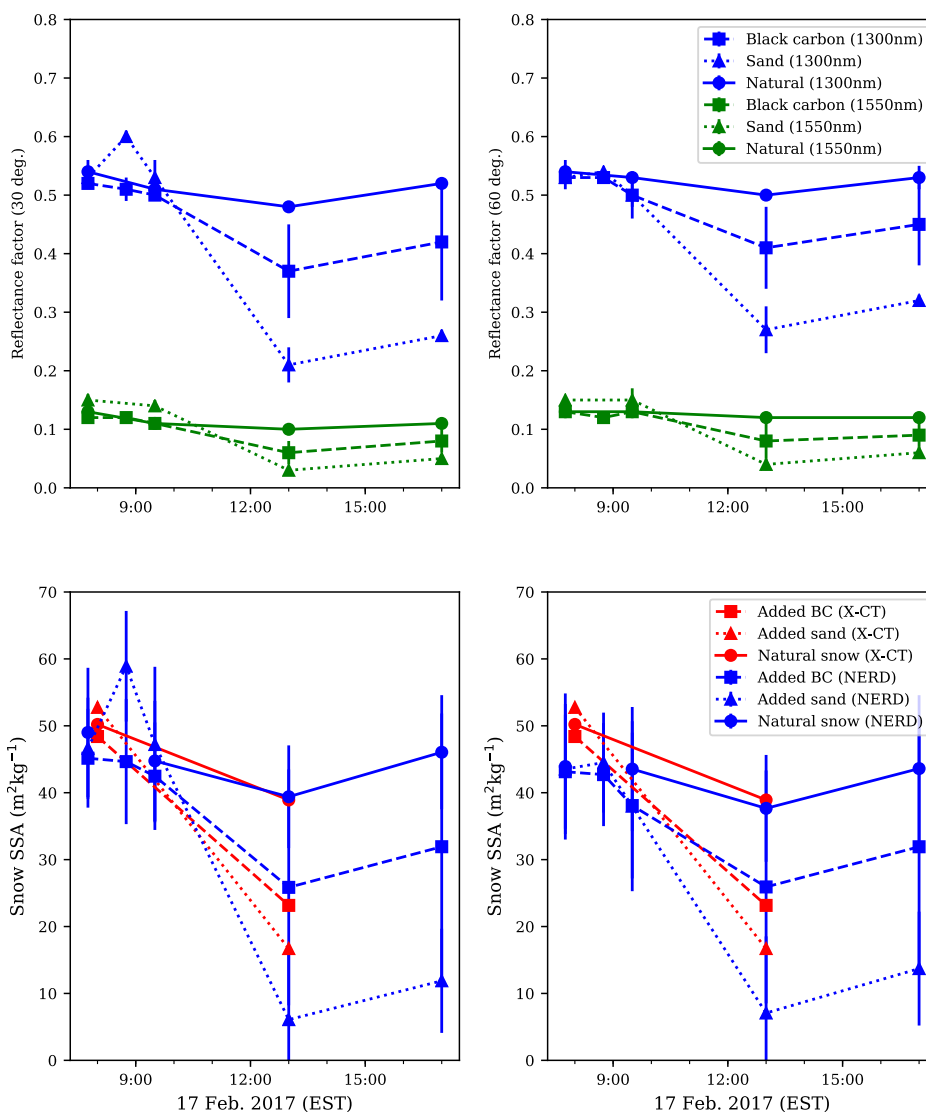 0.8
0.7
0.6
0.5
0.4
0.3
0.2
0.1
0.0
Reflectance factor (30 deg.)
9:00
12:00
15:00
0.8
0.7
0.6
0.5
0.4
0.3
0.2
0.1
0.0
Reflectance factor (60 deg.)
9:00
12:00
15:00
Black carbon (1300nm)
Sand (1300nm)
Natural (1300nm)
Black carbon (1550nm)
Sand (1550nm)
Natural (1550nm)
70
60
50
40
30
20
10
0
Snow SSA (m²kg⁻¹)
9:00
12:00
15:00
17 Feb. 2017 (EST)
70
60
50
40
30
20
10
0
Snow SSA (m²kg⁻¹)
9:00
12:00
15:00
17 Feb. 2017 (EST)
Added BC (X-CT)
Added sand (X-CT)
Natural snow (X-CT)
Added BC (NERD)
Added sand (NERD)
Natural snow (NERD)